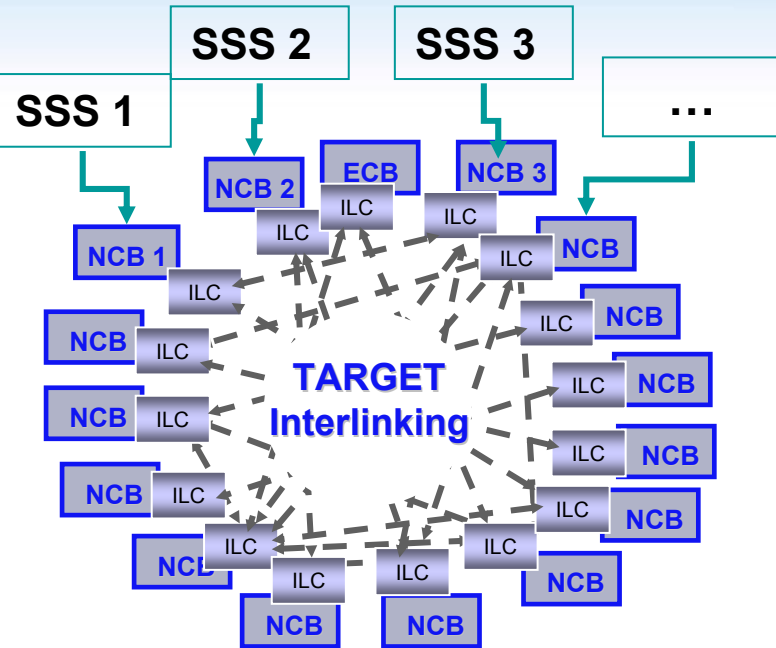 SSS 2
SSS 3
SSS 1
…
NCB 2
ECB
NCB 3
ILC
ILC
ILC
NCB 1
NCB
ILC
ILC
NCB
ILC
ILC
NCB
ILC
TARGET
Interlinking
ILC
NCB
NCB
ILC
ILC
NCB
NCB
ILC
ILC
NCB
NCB
ILC
ILC
NCB
ILC
ILC
NCB
NCB
NCB